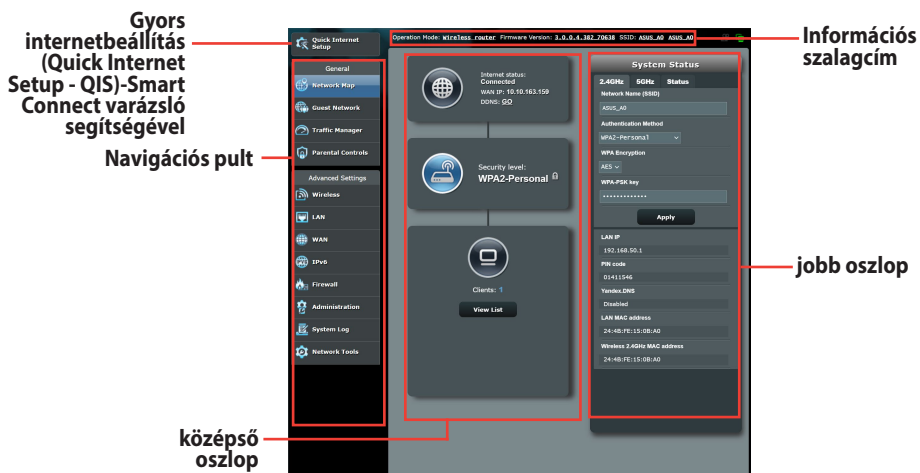 Gyors
internetbeállítás
(Quick Internet
Setup - QIS)-Smart
Connect varázsló
segítségével
Navigációs pult
Quick Internet
Setup
General
Network Map
Guest Network
Traffic Manager
Parental Controls
Advanced Settings
Wireless
LAN
WAN
IPv6
Firewall
Administration
System Log
Network Tools
Operation Mode: Wireless router Firmware Version: 3.0.0.4.382_70638 SSID: ASUS_A0 ASUS_A0
Internet status:
Connected
WAN IP: 10.10.163.159
DDNS: GO
Security level:
WPA2-Personal
Clients: 1
View List
középső
oszlop
System Status
2.4GHz 5GHz Status
Network Name (SSID)
ASUS_A0
Authentication Method
WPA2-Personal
WPA Encryption
AES
WPA-PSK key
•••••••••••••
Apply
LAN IP
192.168.50.1
PIN code
01411546
Yandex.DNS
Disabled
LAN MAC address
24:4B:FE:15:0B:A0
Wireless 2.4GHz MAC address
24:4B:FE:15:0B:A0
Információs
szalagcím
jobb oszlop